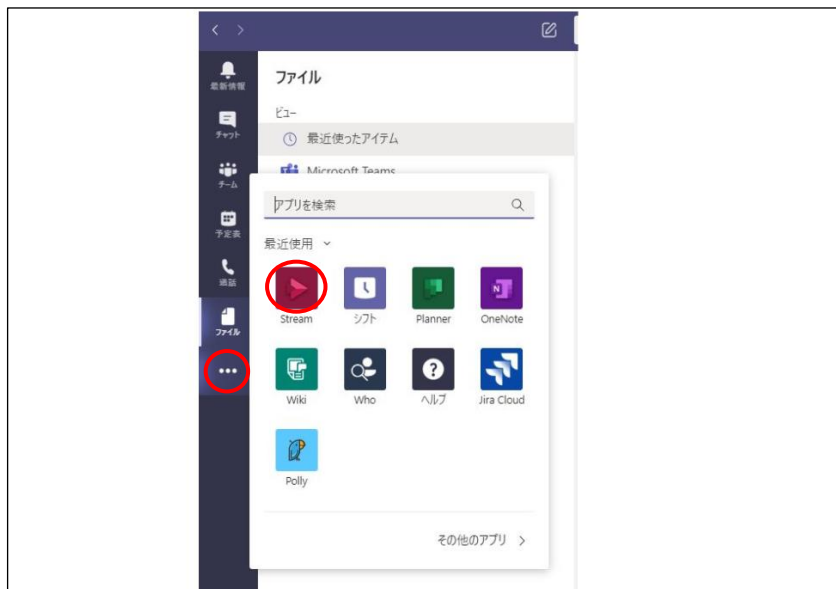 最新情報
チャット
チーム
予定表
通話
ファイル
ファイル
ビュー
最近使ったアイテム
Microsoft Teams
アプリを検索
最近使用
Stream
シフト
Planner
OneNote
Wiki
Who
ヘルプ
Jira Cloud
Polly
その他のアプリ